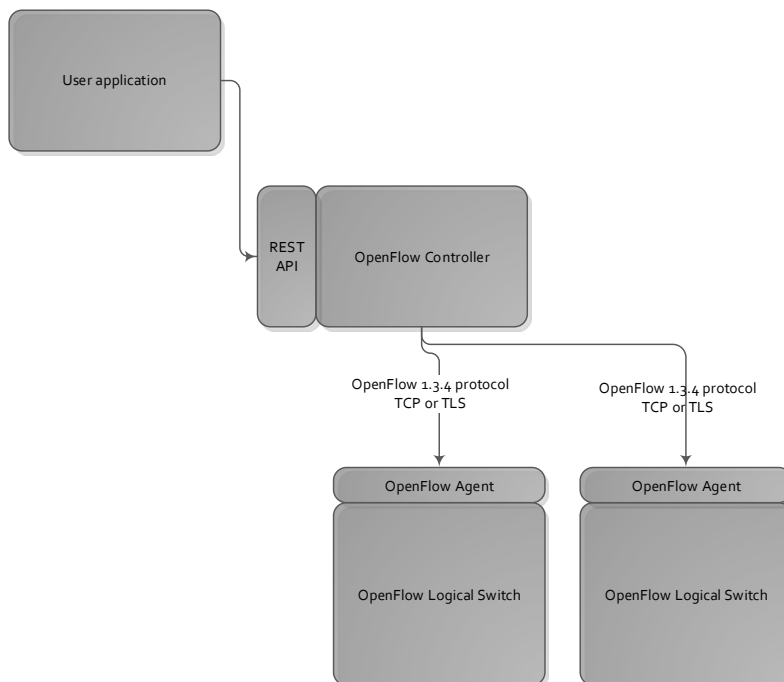 User application
REST
API
OpenFlow Controller
OpenFlow 1.3.4 protocol
TCP or TLS
OpenFlow 1.3.4 protocol
TCP or TLS
OpenFlow Agent
OpenFlow Agent
OpenFlow Logical Switch
OpenFlow Logical Switch